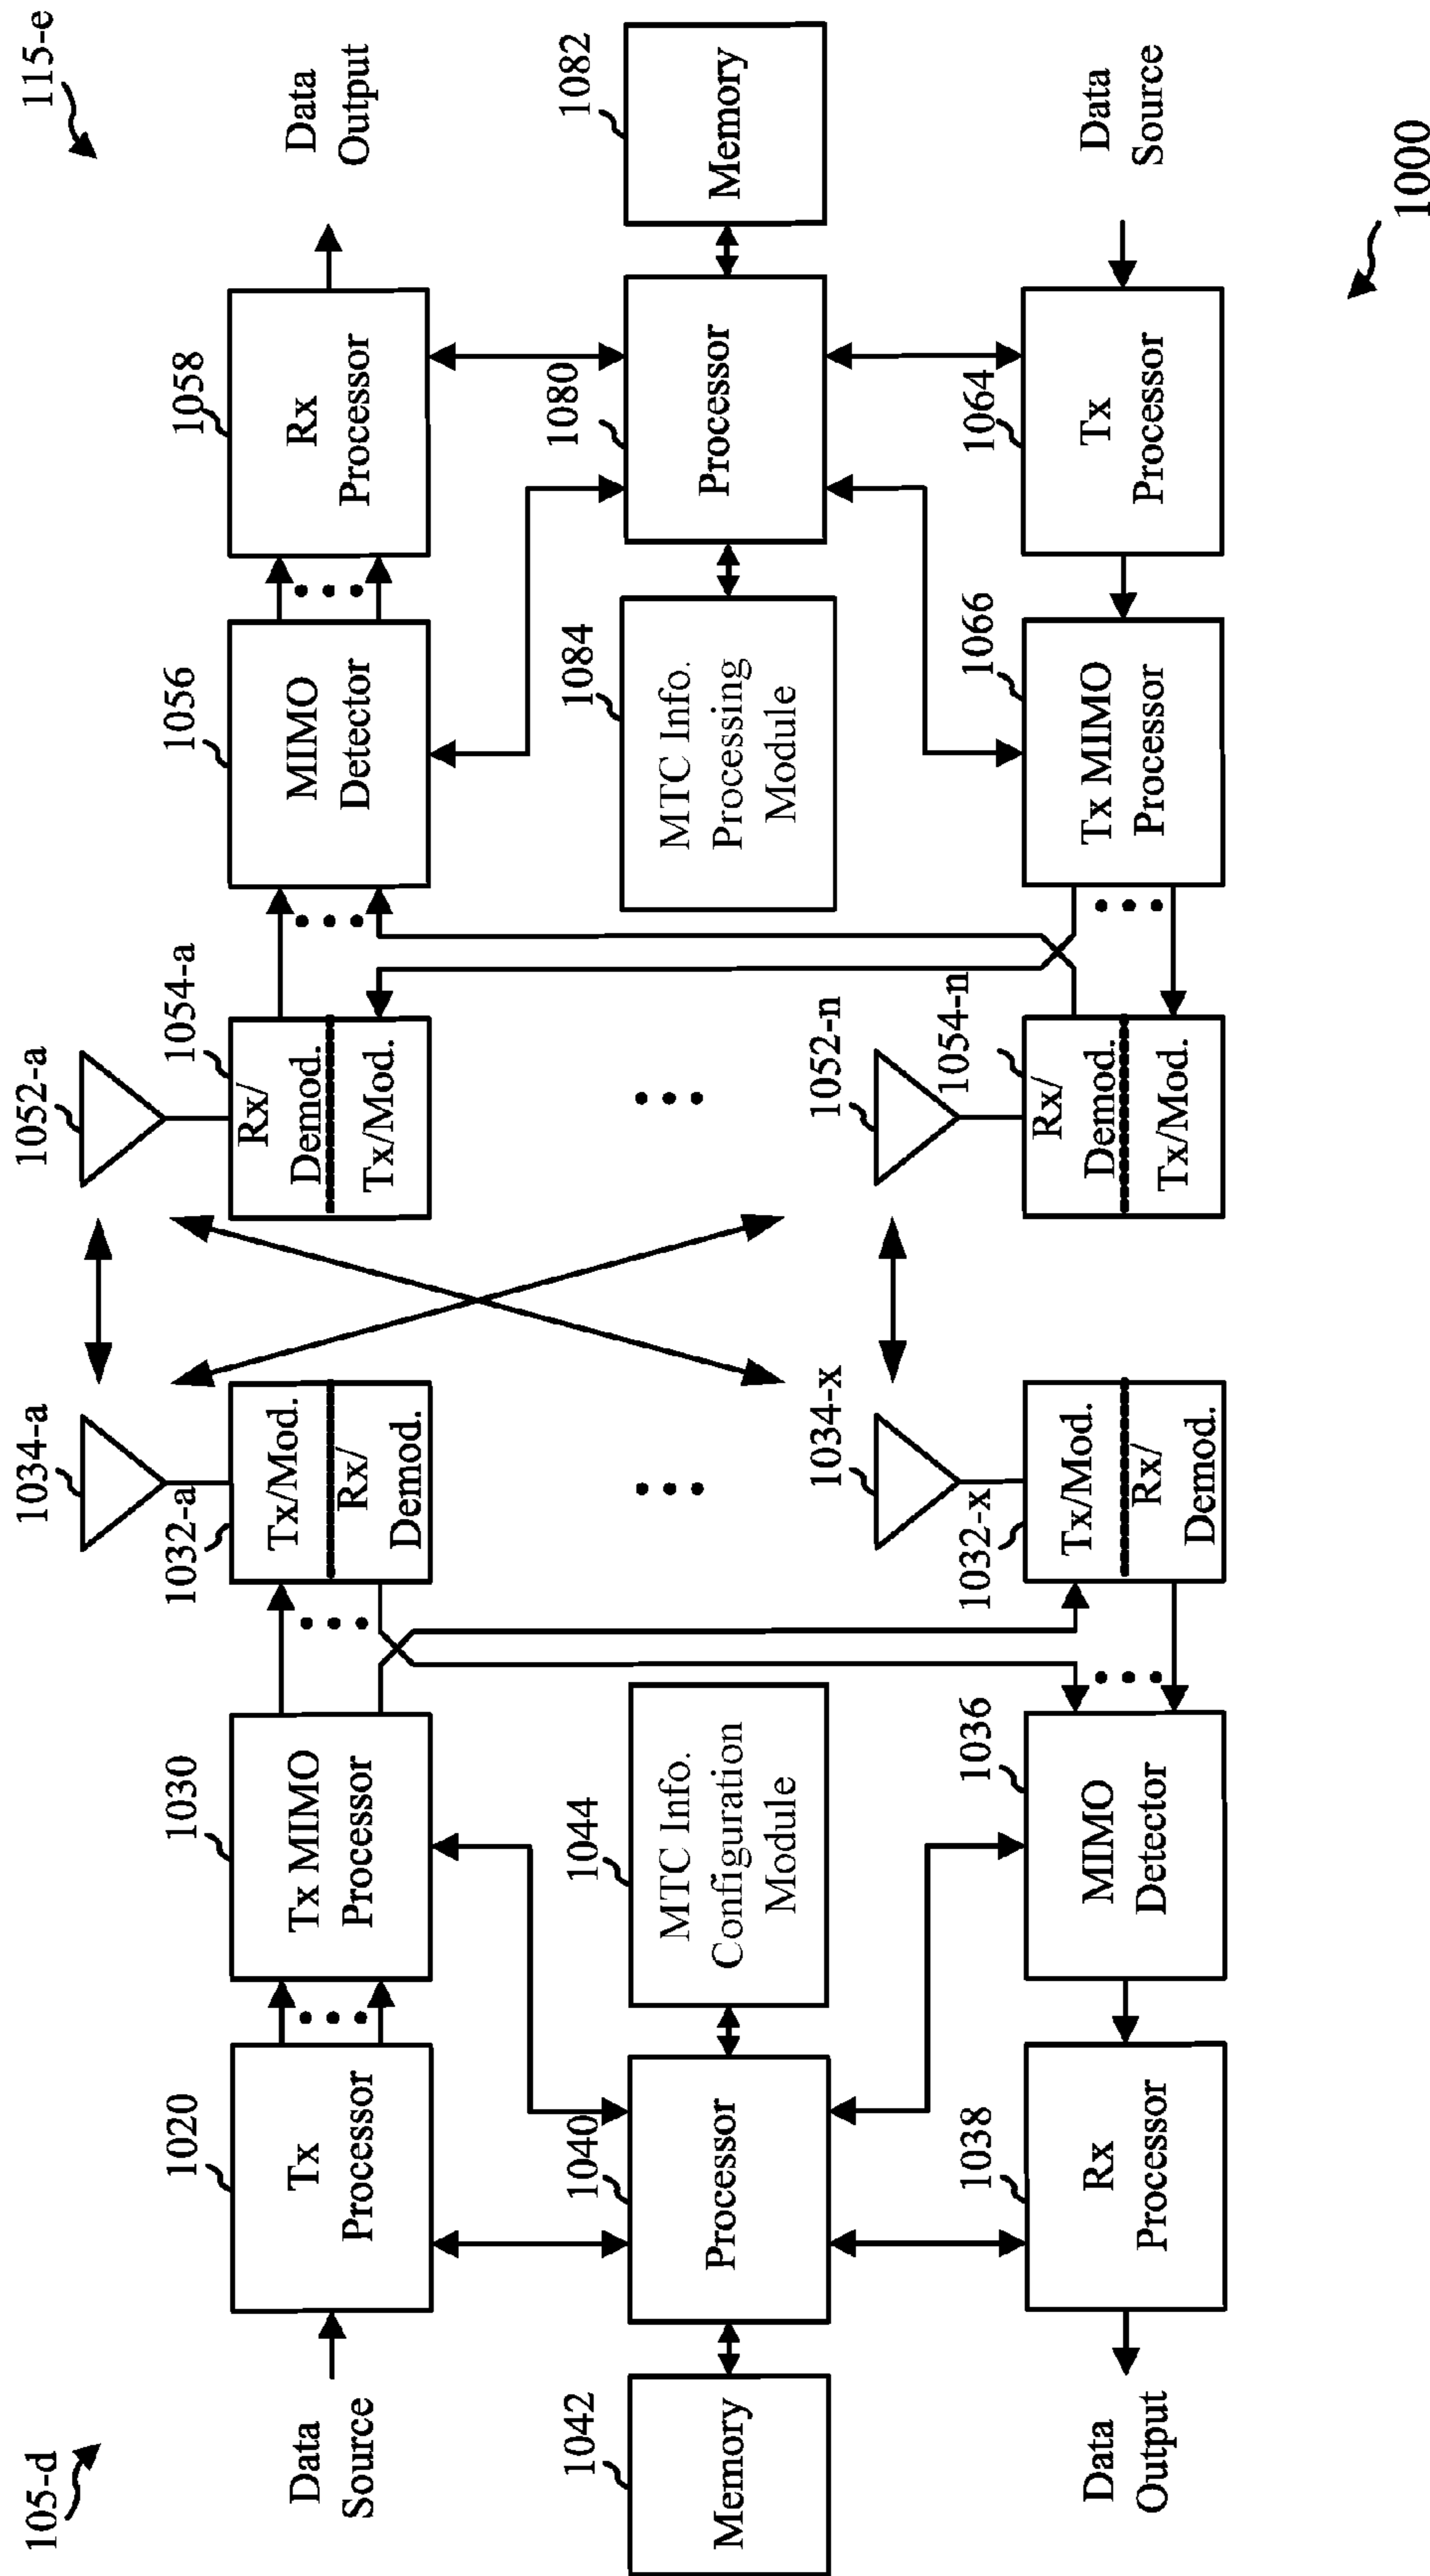 105-d
115-e
Data
Source
1020
Tx
Processor
1030
Tx MIMO
Processor
1032-a
Tx/Mod.
Rx/
Demod.
1034-a
1052-a
1054-a
Rx/
Demod.
Tx/Mod.
1056
MIMO
Detector
1058
Rx
Processor
Data
Output
1042
Memory
1040
Processor
1044
MTC Info.
Configuration
Module
1084
MTC Info.
Processing
Module
1080
Processor
1082
Memory
Data
Output
1038
Rx
Processor
1036
MIMO
Detector
1032-x
Tx/Mod.
Rx/
Demod.
1034-x
1052-n
1054-n
Rx/
Demod.
Tx/Mod.
1066
Tx MIMO
Processor
1064
Tx
Processor
Data
Source
1000